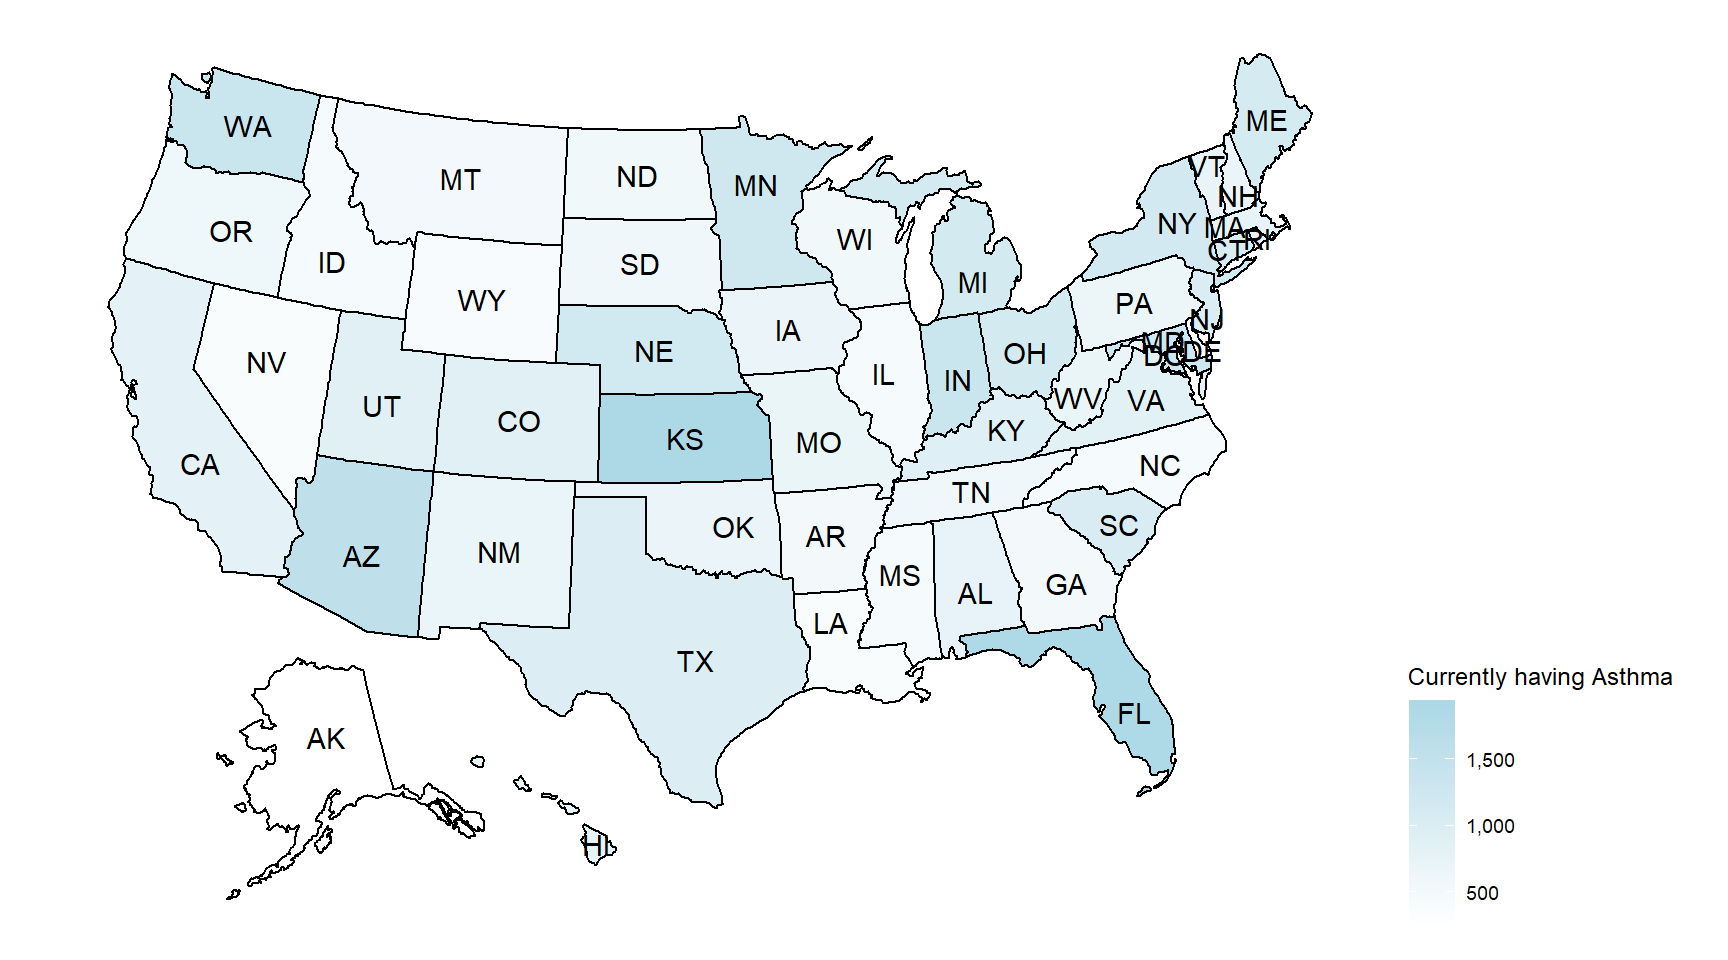 ME
WA
VT
MT
ND
MN
NH
OR
NY
MA
WI
RI
ID
SD
CT
MI
WY
PA
NJ
IA
MD
NE
OH
DE
DC
NV
IL
IN
UT
WV
VA
CO
KY
KS
MO
CA
NC
TN
OK
SC
AR
AZ
NM
MS
GA
AL
LA
TX
Currently having Asthma
FL
AK
1,500
1,000
HI
500